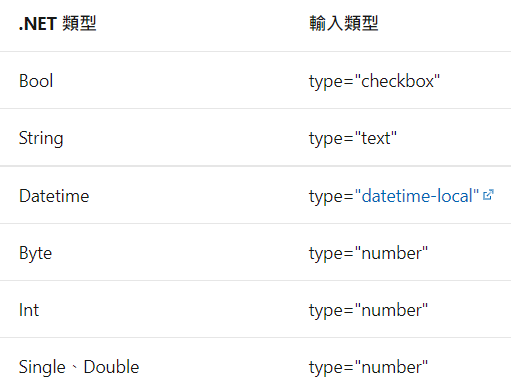 .NET 類型 輸入類型
Bool type="checkbox"
String type="text"
Datetime type="datetime-local"
Byte type="number"
Int type="number"
Single、Double type="number"